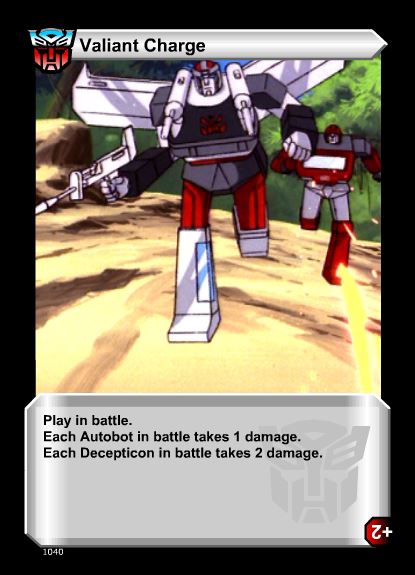 Valiant Charge
Play in battle.
Each Autobot in battle takes 1 damage.
Each Decepticon in battle takes 2 damage.
+2
1040